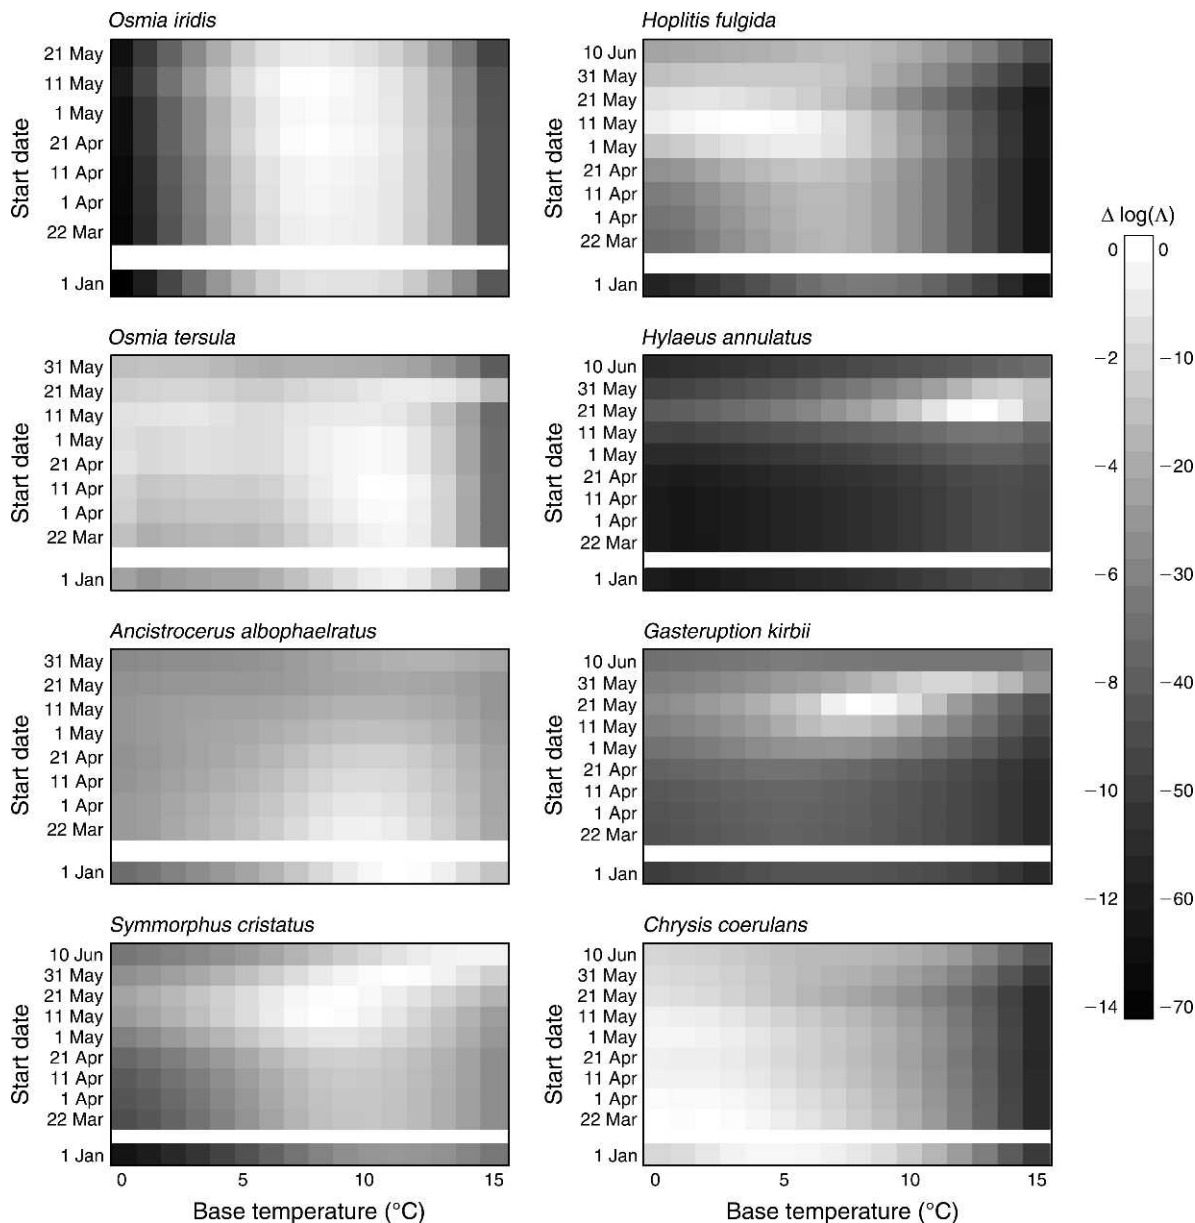 Osmia iridis
Start date
21 May
11 May
1 May
21 Apr
11 Apr
1 Apr
22 Mar
1 Jan
Hoplitis fulgida
Start date
10 Jun
31 May
21 May
11 May
1 May
21 Apr
11 Apr
1 Apr
22 Mar
1 Jan
Osmia tersula
Start date
31 May
21 May
11 May
1 May
21 Apr
11 Apr
1 Apr
22 Mar
1 Jan
Hylaeus annulatus
Start date
10 Jun
31 May
21 May
11 May
1 May
21 Apr
11 Apr
1 Apr
22 Mar
1 Jan
Ancistrocerus albophaelratus
Start date
31 May
21 May
11 May
1 May
21 Apr
11 Apr
1 Apr
22 Mar
1 Jan
Gasteruption kirbii
Start date
10 Jun
31 May
21 May
11 May
1 May
21 Apr
11 Apr
1 Apr
22 Mar
1 Jan
Symmorphus cristatus
Start date
10 Jun
31 May
21 May
11 May
1 May
21 Apr
11 Apr
1 Apr
22 Mar
1 Jan
0 5 10 15
Base temperature (°C)
Chrysis coerulans
Start date
10 Jun
31 May
21 May
11 May
1 May
21 Apr
11 Apr
1 Apr
22 Mar
1 Jan
0 5 10 15
Base temperature (°C)
Δ log(Λ)
0 0
−2 −10
−4 −20
−6 −30
−8 −40
−10 −50
−12 −60
−14 −70